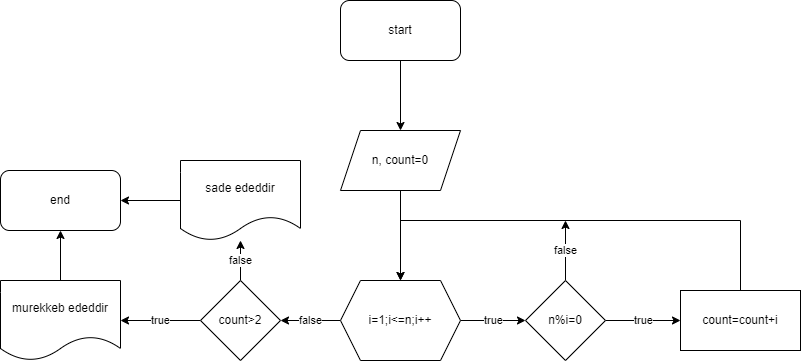 start
n, count=0
sade ededdir
end
false
false
murekkeb ededdir
true
count>2
false
i=1;i<=n;i++
true
n%i=0
true
count=count+i